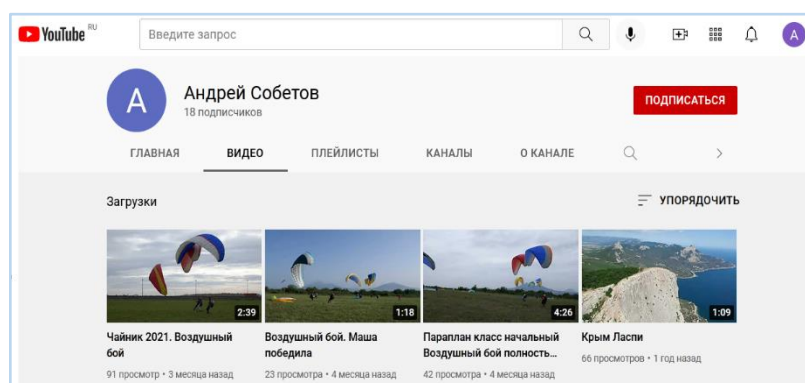 YouTube RU
Введите запрос
A
А
Андрей Собетов
18 подписчиков
ПОДПИСАТЬСЯ
ГЛАВНАЯ ВИДЕО ПЛЕЙЛИСТЫ КАНАЛЫ О КАНАЛЕ
Загрузки
УПОРЯДОЧИТЬ
2:39 1:18 4:26 1:09
Чайник 2021. Воздушный
бой
91 просмотр • 3 месяца назад
Воздушный бой. Маша
победила
23 просмотра • 4 месяца назад
Параплан класс начальный
Воздушный бой полность...
42 просмотра • 4 месяца назад
Крым Ласпи
66 просмотров • 1 год назад